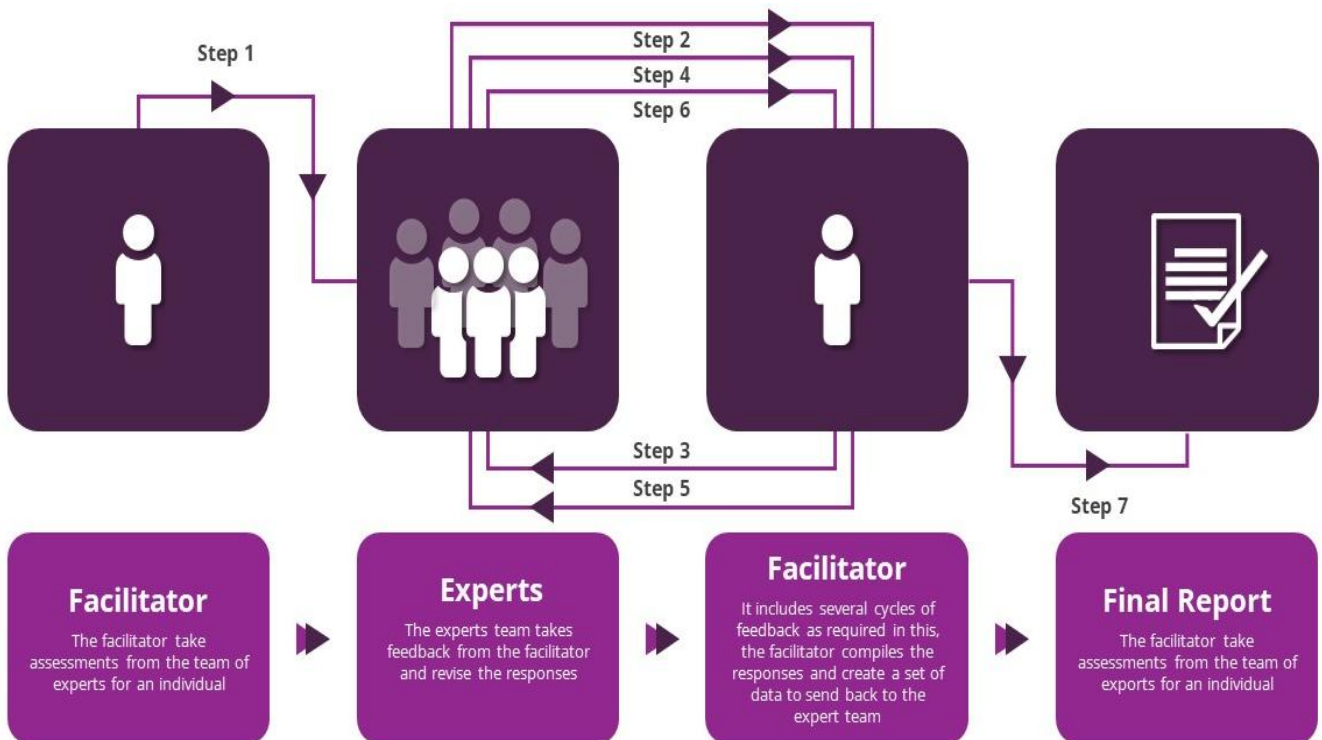 Step 1
Step 2
Step 4
Step 6
Step 3
Step 5
Step 7
Facilitator
The facilitator take
assessments from the team of
experts for an individual
Experts
The experts team takes
feedback from the facilitator
and revise the responses
Facilitator
It includes several cycles of
feedback as required in this,
the facilitator compiles the
responses and create a set of
data to send back to the
expert team
Final Report
The facilitator take
assessments from the team of
exports for an individual